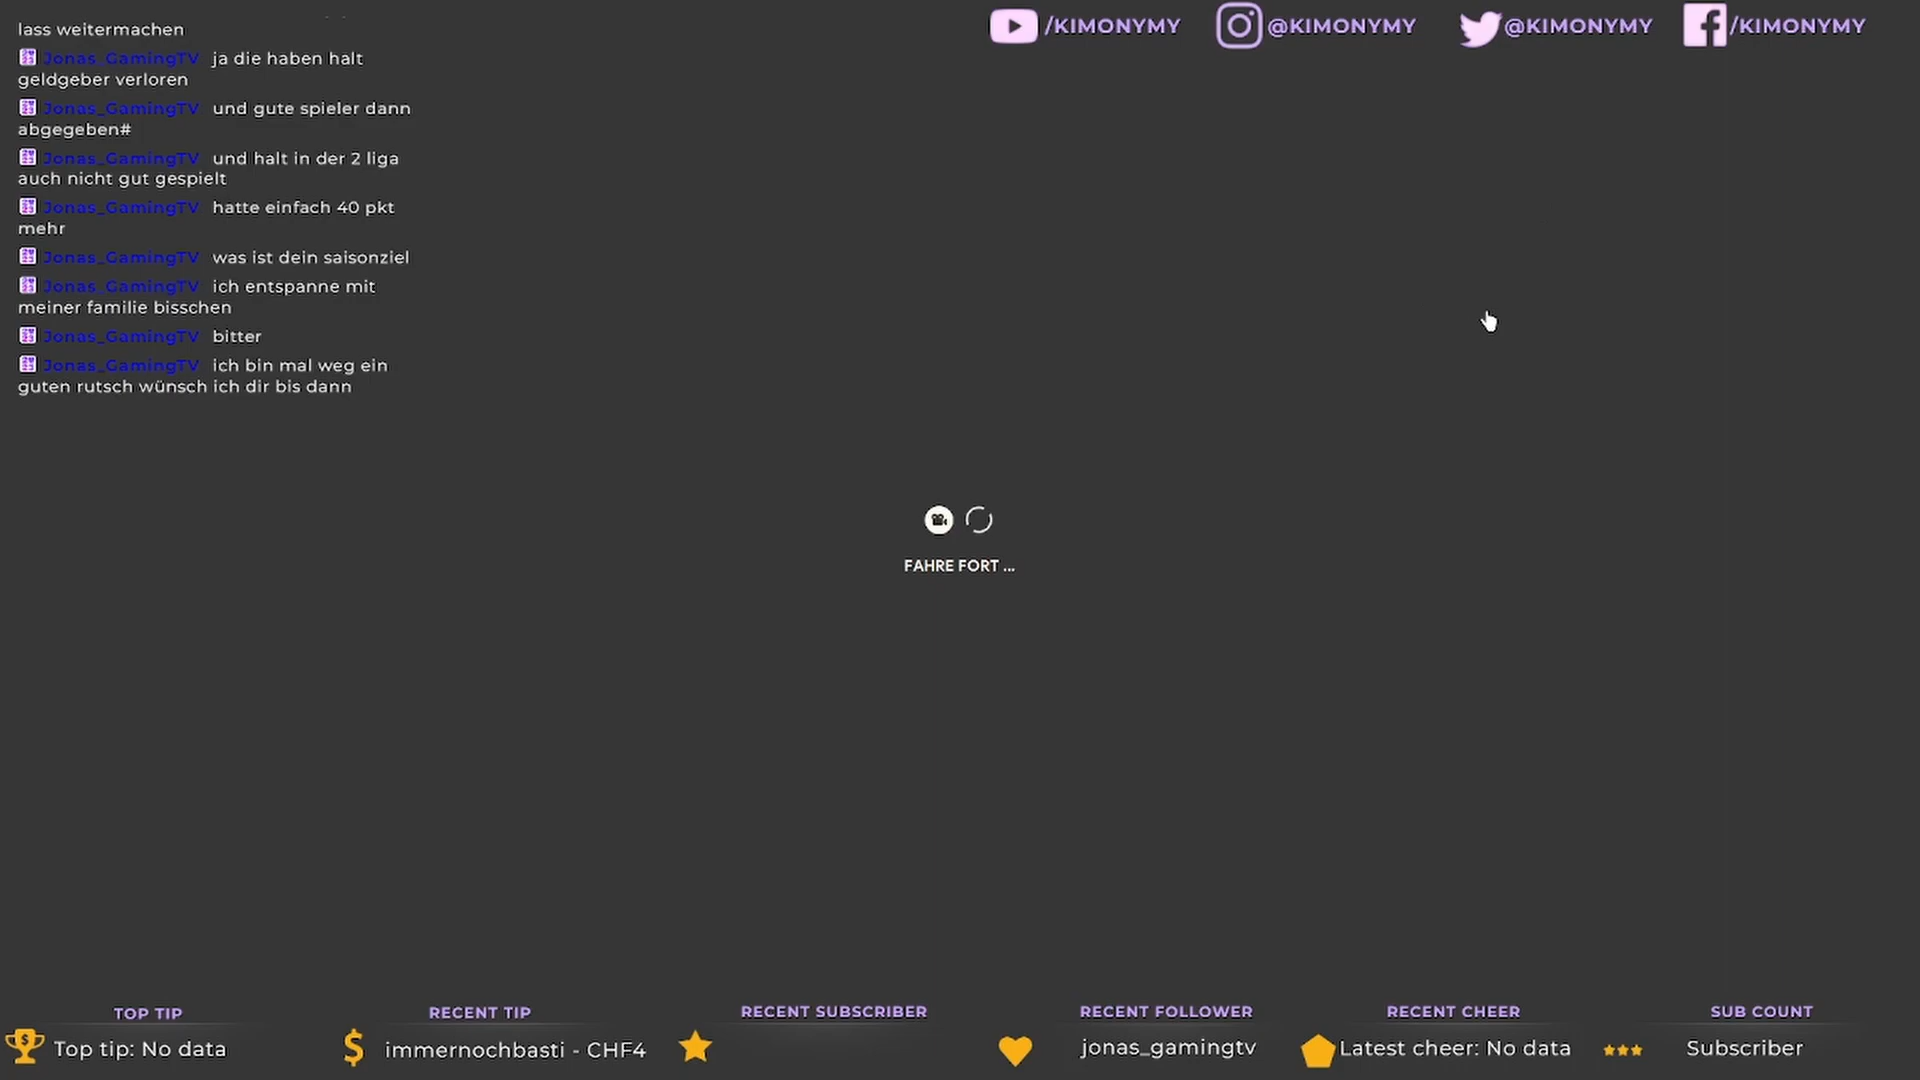 lass weitermachen
Jonas_GamingTV ja die haben halt
geldgeber verloren
Jonas_GamingTV und gute spieler dann
abgegeben#
Jonas_GamingTV und halt in der 2 liga
auch nicht gut gespielt
Jonas_GamingTV hatte einfach 40 pkt
mehr
Jonas_GamingTV was ist dein saisonziel
Jonas_GamingTV ich entspanne mit
meiner familie bisschen
Jonas_GamingTV bitter
Jonas_GamingTV ich bin mal weg ein
guten rutsch wünsch ich dir bis dann
/KIMONYMY @KIMONYMY @KIMONYMY /KIMONYMY
FAHRE FORT ...
TOP TIP
Top tip: No data
RECENT TIP
immernochbasti - CHF4
RECENT SUBSCRIBER
RECENT FOLLOWER
jonas_gamingtv
RECENT CHEER
Latest cheer: No data
SUB COUNT
Subscriber